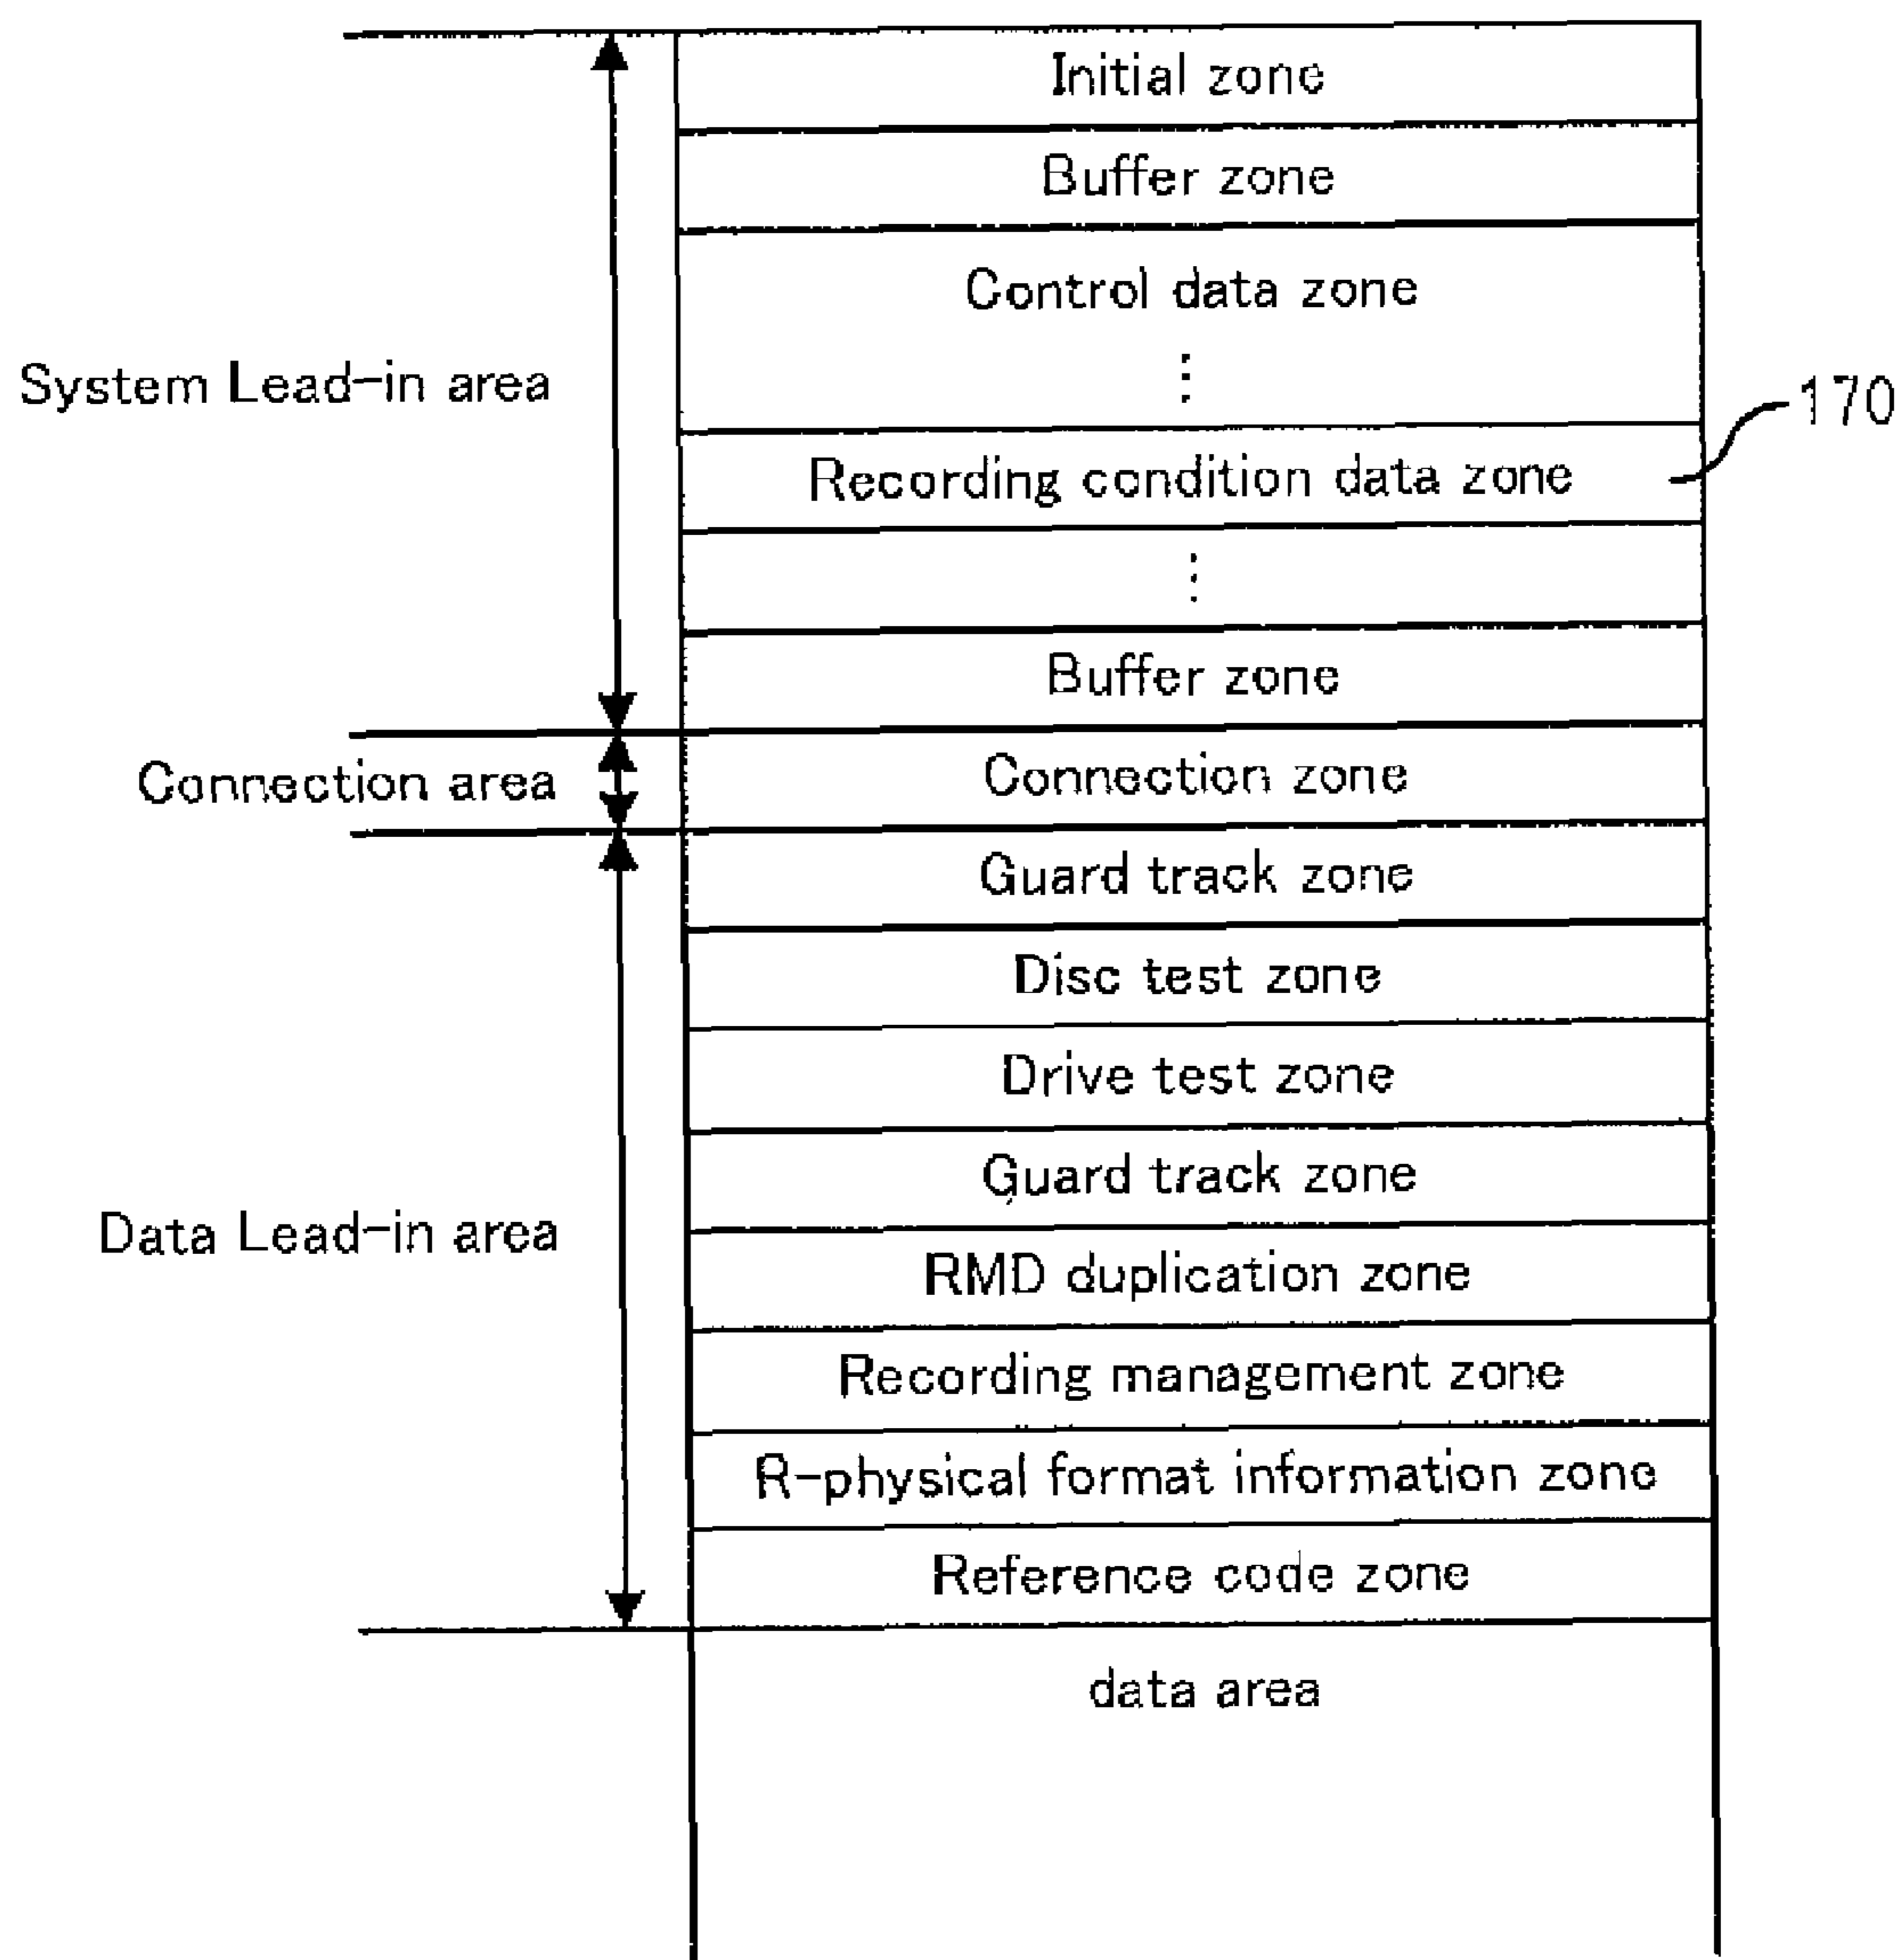 Initial zone
Buffer zone
Control data zone
System Lead-in area
170
Recording condition data zone
Buffer zone
Connection area
Connection zone
Guard track zone
Disc test zone
Drive test zone
Guard track zone
Data Lead-in area
RMD duplication zone
Recording management zone
R-physical format information zone
Reference code zone
data area